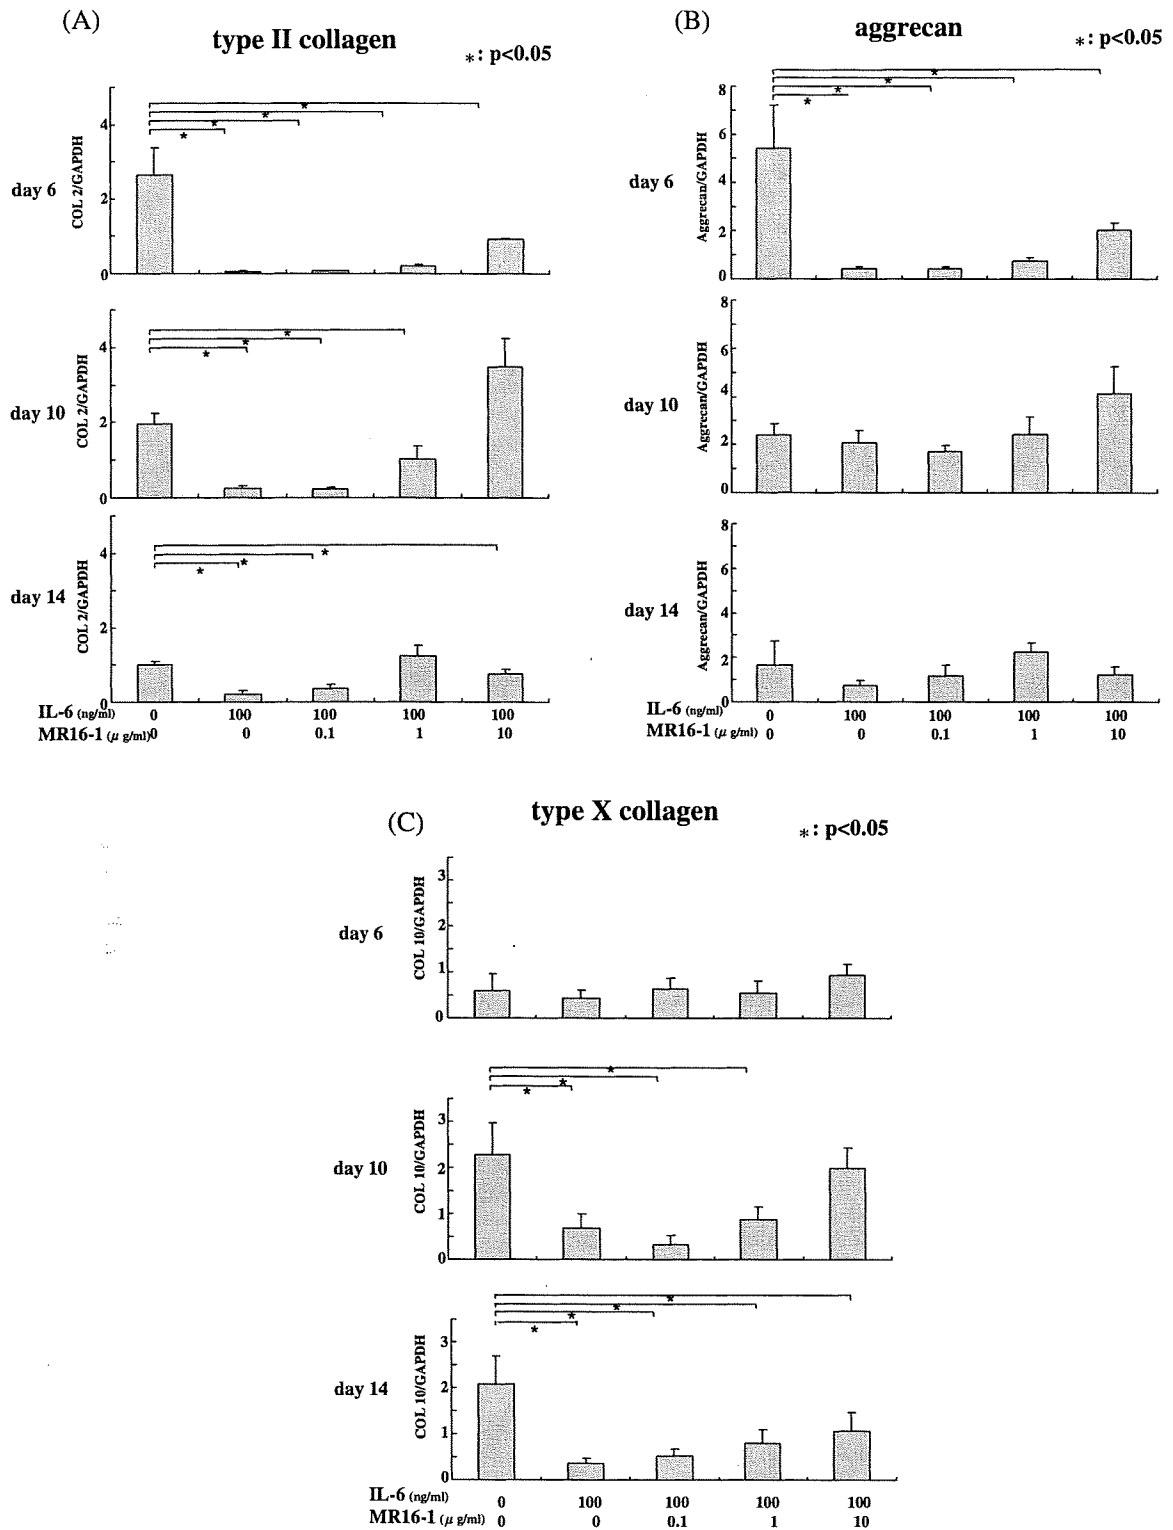 (A)
type II collagen
*: p<0.05
day 6
COL 2/GAPDH
4
2
0
* * * *
day 10
COL 2/GAPDH
4
2
0
* * *
day 14
COL 2/GAPDH
4
2
0
* * *
IL-6 (ng/ml) 0 100 100 100 100
MR16-1 (μ g/ml) 0 0 0.1 1 10
(B)
aggrecan
*: p<0.05
day 6
Aggrecan/GAPDH
8
6
4
2
0
* * * *
day 10
Aggrecan/GAPDH
8
6
4
2
0
day 14
Aggrecan/GAPDH
8
6
4
2
0
IL-6 (ng/ml) 0 100 100 100 100
MR16-1 (μ g/ml) 0 0 0.1 1 10
(C)
type X collagen
*: p<0.05
day 6
COL 10/GAPDH
3
2
1
0
day 10
COL 10/GAPDH
3
2
1
0
* * *
day 14
COL 10/GAPDH
3
2
1
0
* * * *
IL-6 (ng/ml) 0 100 100 100 100
MR16-1 (μ g/ml) 0 0 0.1 1 10